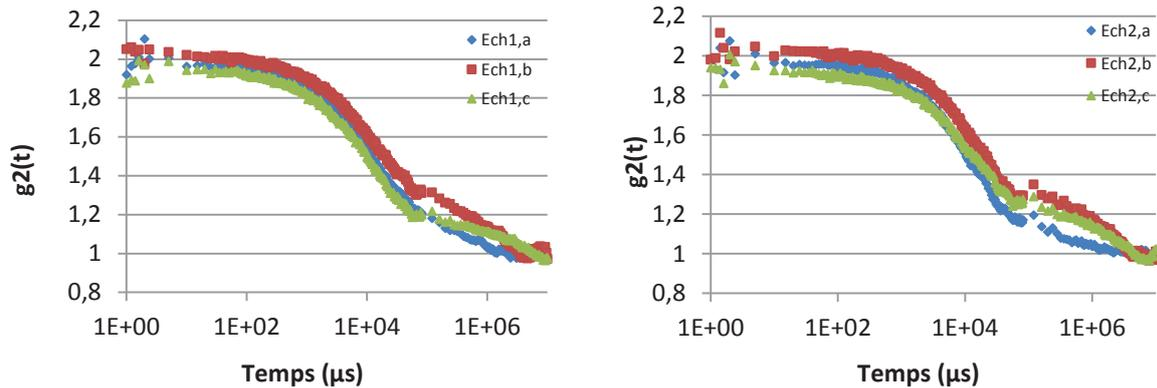 2,2
2
1,8
1,6
1,4
1,2
1
0,8
g2(t)
1E+00
1E+02
1E+04
1E+06
Temps (µs)
Ech1,a
Ech1,b
Ech1,c
2,2
2
1,8
1,6
1,4
1,2
1
0,8
g2(t)
1E+00
1E+02
1E+04
1E+06
Temps (µs)
Ech2,a
Ech2,b
Ech2,c